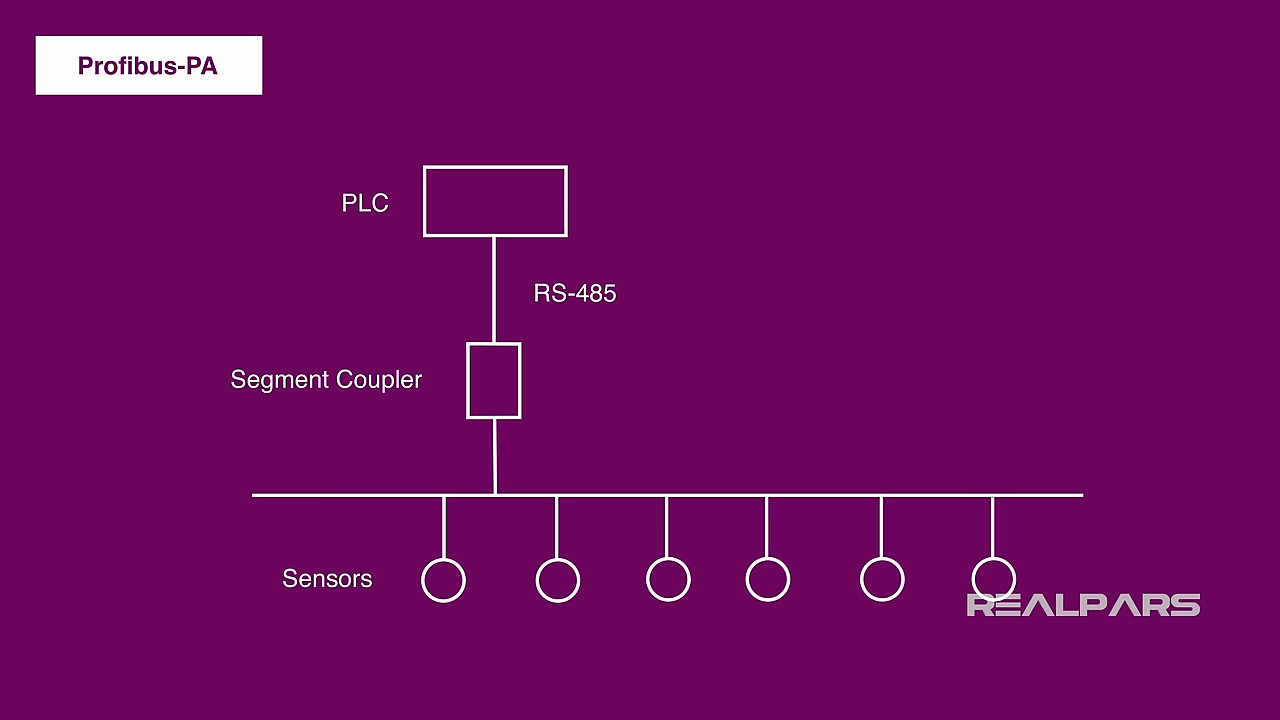 Profibus-PA
PLC
RS-485
Segment Coupler
Sensors
REALPARS